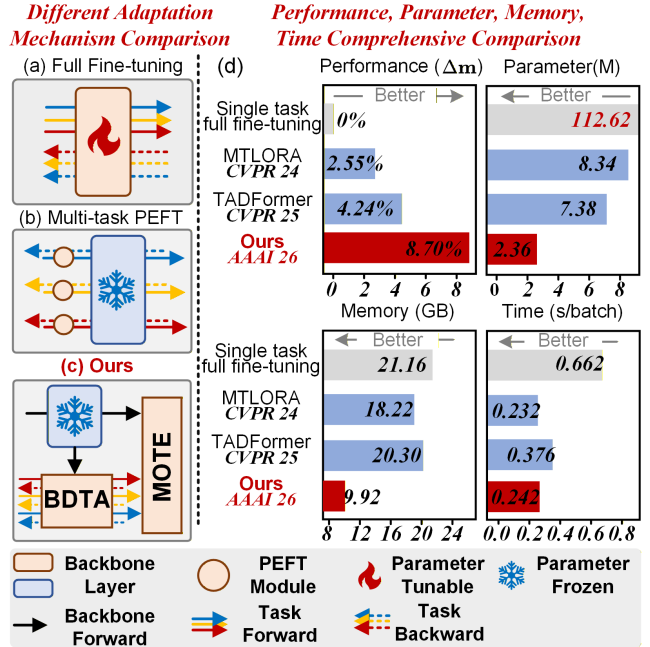 Different Adaptation
Mechanism Comparison
Performance, Parameter, Memory,
Time Comprehensive Comparison
(a) Full Fine-tuning
(b) Multi-task PEFT
(c) Ours
BDTA
MOTE
(d)
Performance (Δm)
Better
Single task
full fine-tuning
0%
MTLORA
CVPR 24
2.55%
TADFormer
CVPR 25
4.24%
Ours
AAAI 26
8.70%
0 2 4 6 8
Parameter(M)
Better
112.62
8.34
7.38
2.36
0 2 4 6 8
Memory (GB)
Better
Single task
full fine-tuning
21.16
MTLORA
CVPR 24
18.22
TADFormer
CVPR 25
20.30
Ours
AAAI 26
9.92
8 12 16 20 24
Time (s/batch)
Better
0.662
0.232
0.376
0.242
0.0 0.2 0.4 0.6 0.8
Backbone
Layer
PEFT
Module
Parameter
Tunable
Parameter
Frozen
Backbone
Forward
Task
Forward
Task
Backward